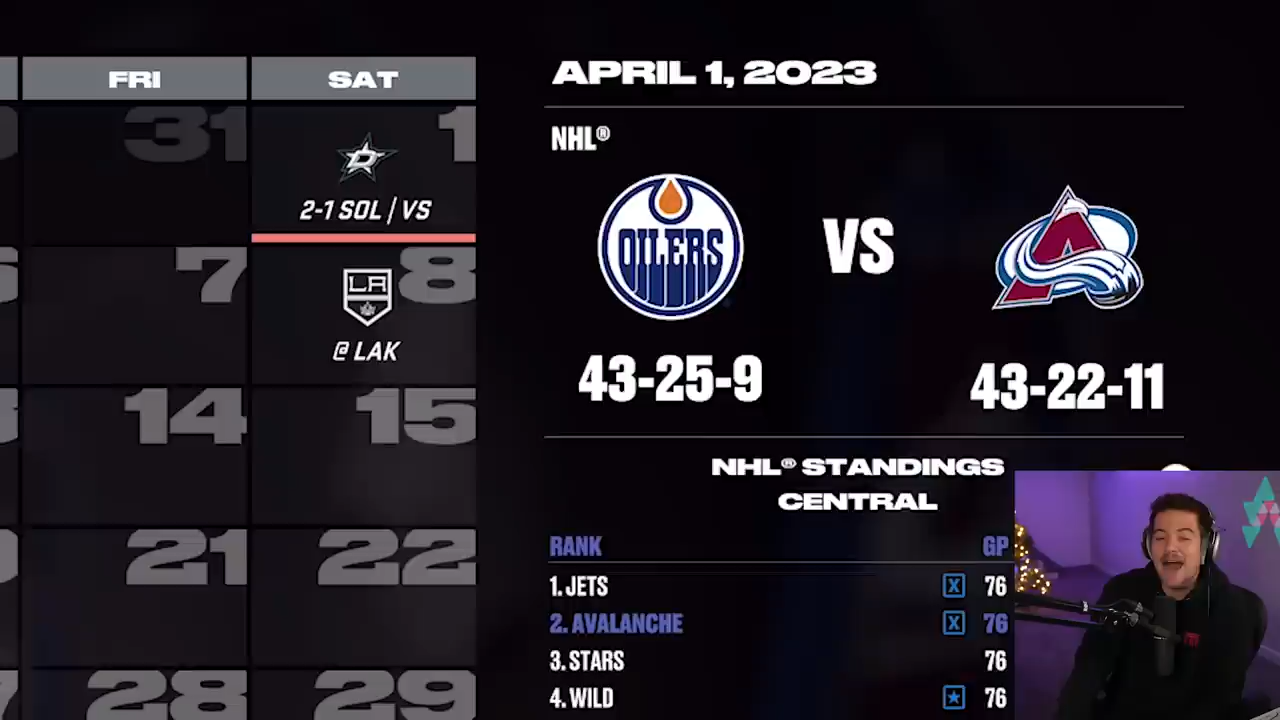 FRI
SAT
31
1
2-1 SOL | VS
7
8
LA
@ LAK
14
15
21
22
28
29
APRIL 1, 2023
NHL®
OILERS
VS
A
43-25-9
43-22-11
NHL® STANDINGS
CENTRAL
RANK
GP
1. JETS
X
76
2. AVALANCHE
X
76
3. STARS
76
4. WILD
76